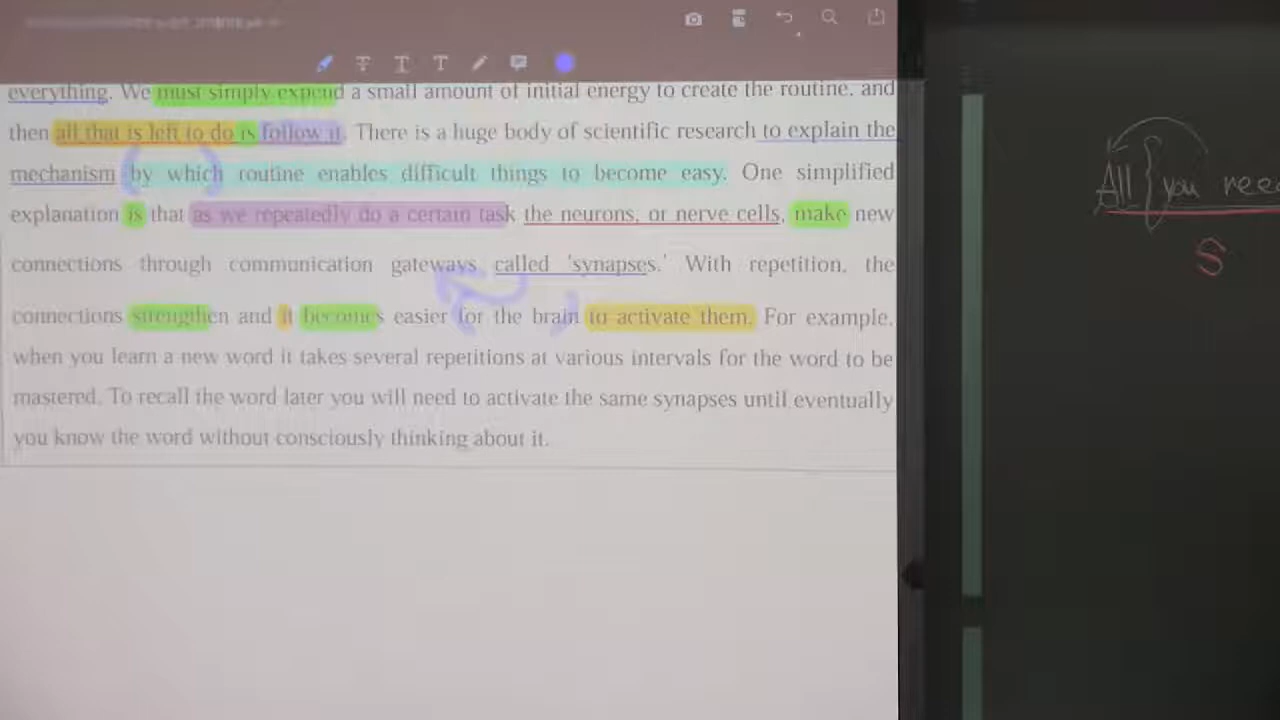 everything. We must simply expend a small amount of initial energy to create the routine, and
then all that is left to do is follow it. There is a huge body of scientific research to explain the
mechanism by which routine enables difficult things to become easy. One simplified
explanation is that as we repeatedly do a certain task the neurons, or nerve cells, make new
connections through communication gateways called 'synapses.' With repetition, the
connections strengthen and it becomes easier for the brain to activate them. For example,
when you learn a new word it takes several repetitions at various intervals for the word to be
mastered. To recall the word later you will need to activate the same synapses until eventually
you know the word without consciously thinking about it.
All { you nee
S